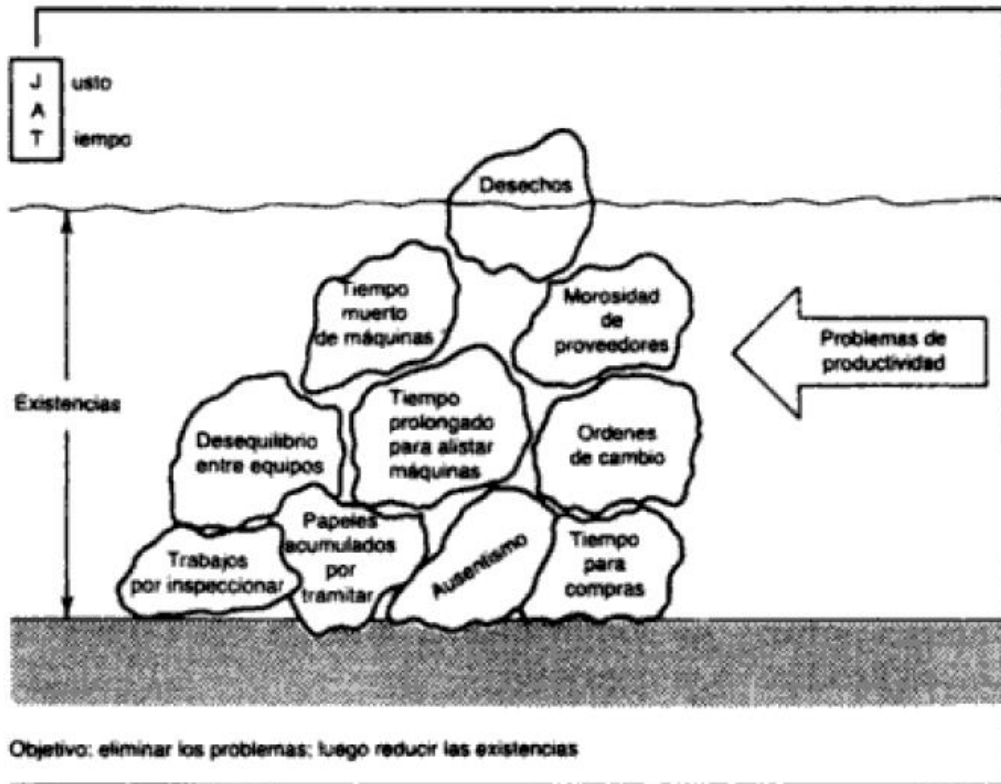 J usto
A
T iempo
Desechos
Tiempo
muerto
de máquinas
Morosidad
de
proveedores
Problemas de
productividad
Existencias
Tiempo
prolongado
para alistar
máquinas
Desequilibrio
entre equipos
Ordenes
de cambio
Papeles
acumulados
por
tramitar
Trabajos
por inspeccionar
Ausentismo
Tiempo
para
compras
Objetivo: eliminar los problemas; luego reducir las existencias